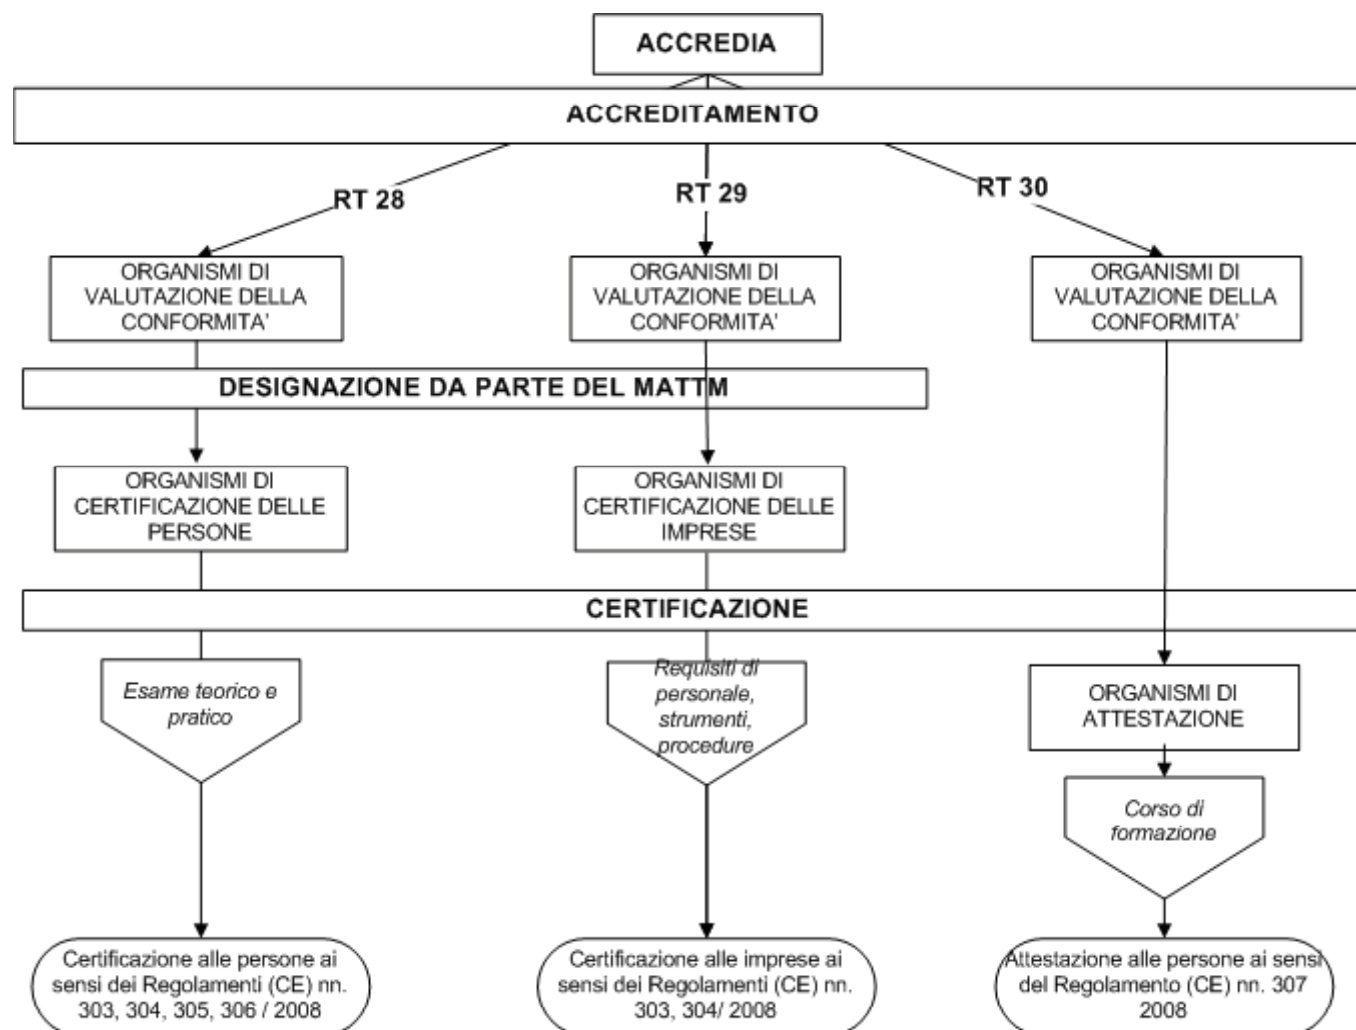 ACCREDIA
ACCREDITAMENTO
RT 28
RT 29
RT 30
ORGANISMI DI
VALUTAZIONE DELLA
CONFORMITA'
ORGANISMI DI
VALUTAZIONE DELLA
CONFORMITA'
ORGANISMI DI
VALUTAZIONE DELLA
CONFORMITA'
DESIGNAZIONE DA PARTE DEL MATTM
ORGANISMI DI
CERTIFICAZIONE DELLE
PERSONE
ORGANISMI DI
CERTIFICAZIONE DELLE
IMPRESE
CERTIFICAZIONE
Esame teorico e
pratico
Requisiti di
personale,
strumenti,
procedure
ORGANISMI DI
ATTESTAZIONE
Corso di
formazione
Certificazione alle persone ai
sensi dei Regolamenti (CE) nn.
303, 304, 305, 306 / 2008
Certificazione alle imprese ai
sensi dei Regolamenti (CE) nn.
303, 304/ 2008
Attestazione alle persone ai sensi
del Regolamento (CE) nn. 307
2008